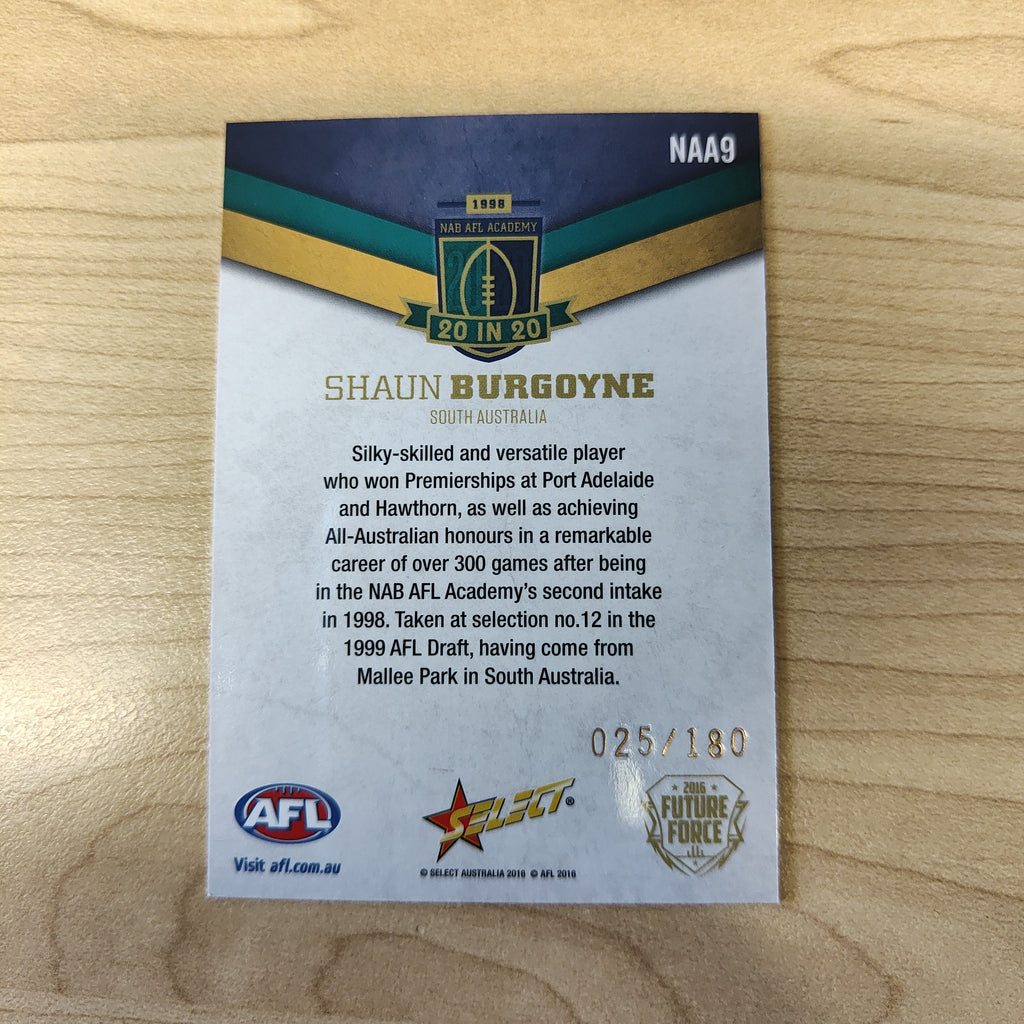 NAA9
1998
NAB AFL ACADEMY
20 IN 20
SHAUN BURGOYNE
SOUTH AUSTRALIA
Silky-skilled and versatile player
who won Premierships at Port Adelaide
and Hawthorn, as well as achieving
All-Australian honours in a remarkable
career of over 300 games after being
in the NAB AFL Academy's second intake
in 1998. Taken at selection no.12 in the
1999 AFL Draft, having come from
Mallee Park in South Australia.
025/180
AFL
Visit afl.com.au
SELECT®
© SELECT AUSTRALIA 2016 © AFL 2016
2016
FUTURE
FORCE